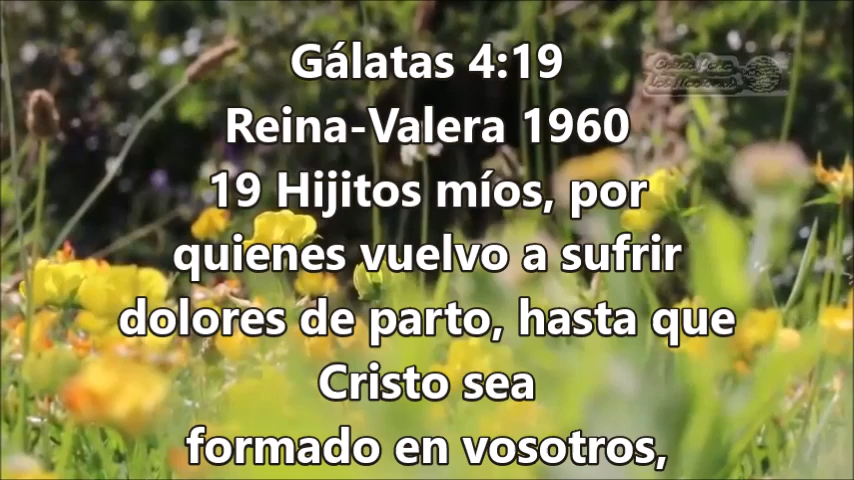 Gálatas 4:19
Reina-Valera 1960
19 Hijitos míos, por
quienes vuelvo a sufrir
dolores de parto, hasta que
Cristo sea
formado en vosotros,